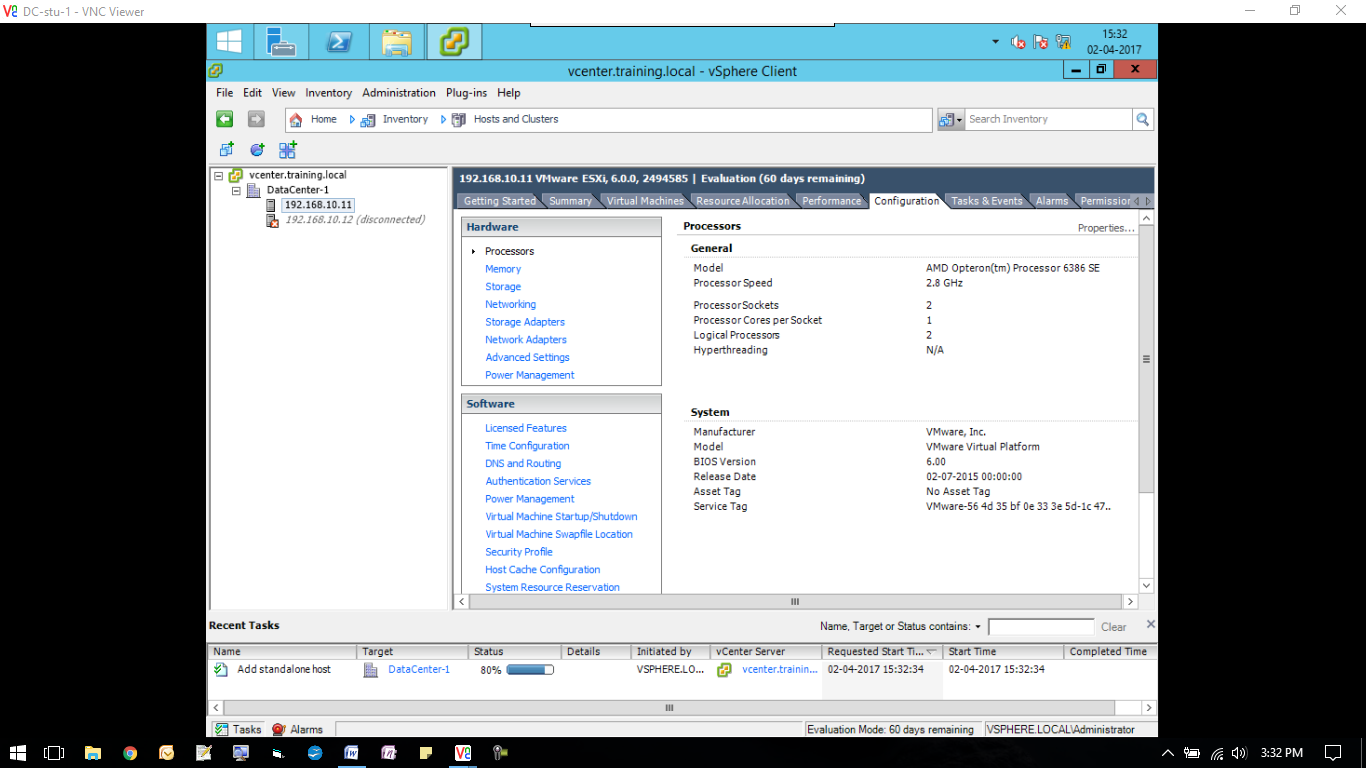 DC-stu-1 - VNC Viewer
15:32
02-04-2017
vcenter.training.local - vSphere Client
File Edit View Inventory Administration Plug-ins Help
Home Inventory Hosts and Clusters Search Inventory
vcenter.training.local
DataCenter-1
192.168.10.11
192.168.10.12 (disconnected)
192.168.10.11 VMware ESXi, 6.0.0, 2494585 | Evaluation (60 days remaining)
Getting Started Summary Virtual Machines Resource Allocation Performance Configuration Tasks & Events Alarms Permission
Hardware
Processors
Memory
Storage
Networking
Storage Adapters
Network Adapters
Advanced Settings
Power Management
Software
Licensed Features
Time Configuration
DNS and Routing
Authentication Services
Power Management
Virtual Machine Startup/Shutdown
Virtual Machine Swapfile Location
Security Profile
Host Cache Configuration
System Resource Reservation
Processors Properties...
General
Model AMD Opteron(tm) Processor 6386 SE
Processor Speed 2.8 GHz
Processor Sockets 2
Processor Cores per Socket 1
Logical Processors 2
Hyperthreading N/A
System
Manufacturer VMware, Inc.
Model VMware Virtual Platform
BIOS Version 6.00
Release Date 02-07-2015 00:00:00
Asset Tag No Asset Tag
Service Tag VMware-56 4d 35 bf 0e 33 3e 5d-1c 47..
Recent Tasks Name, Target or Status contains: Clear
Name Target Status Details Initiated by vCenter Server Requested Start Ti... Start Time Completed Time
Add standalone host DataCenter-1 80% VSPHERE.LO... vcenter.trainin... 02-04-2017 15:32:34 02-04-2017 15:32:34
Tasks Alarms Evaluation Mode: 60 days remaining VSPHERE.LOCAL\Administrator
3:32 PM